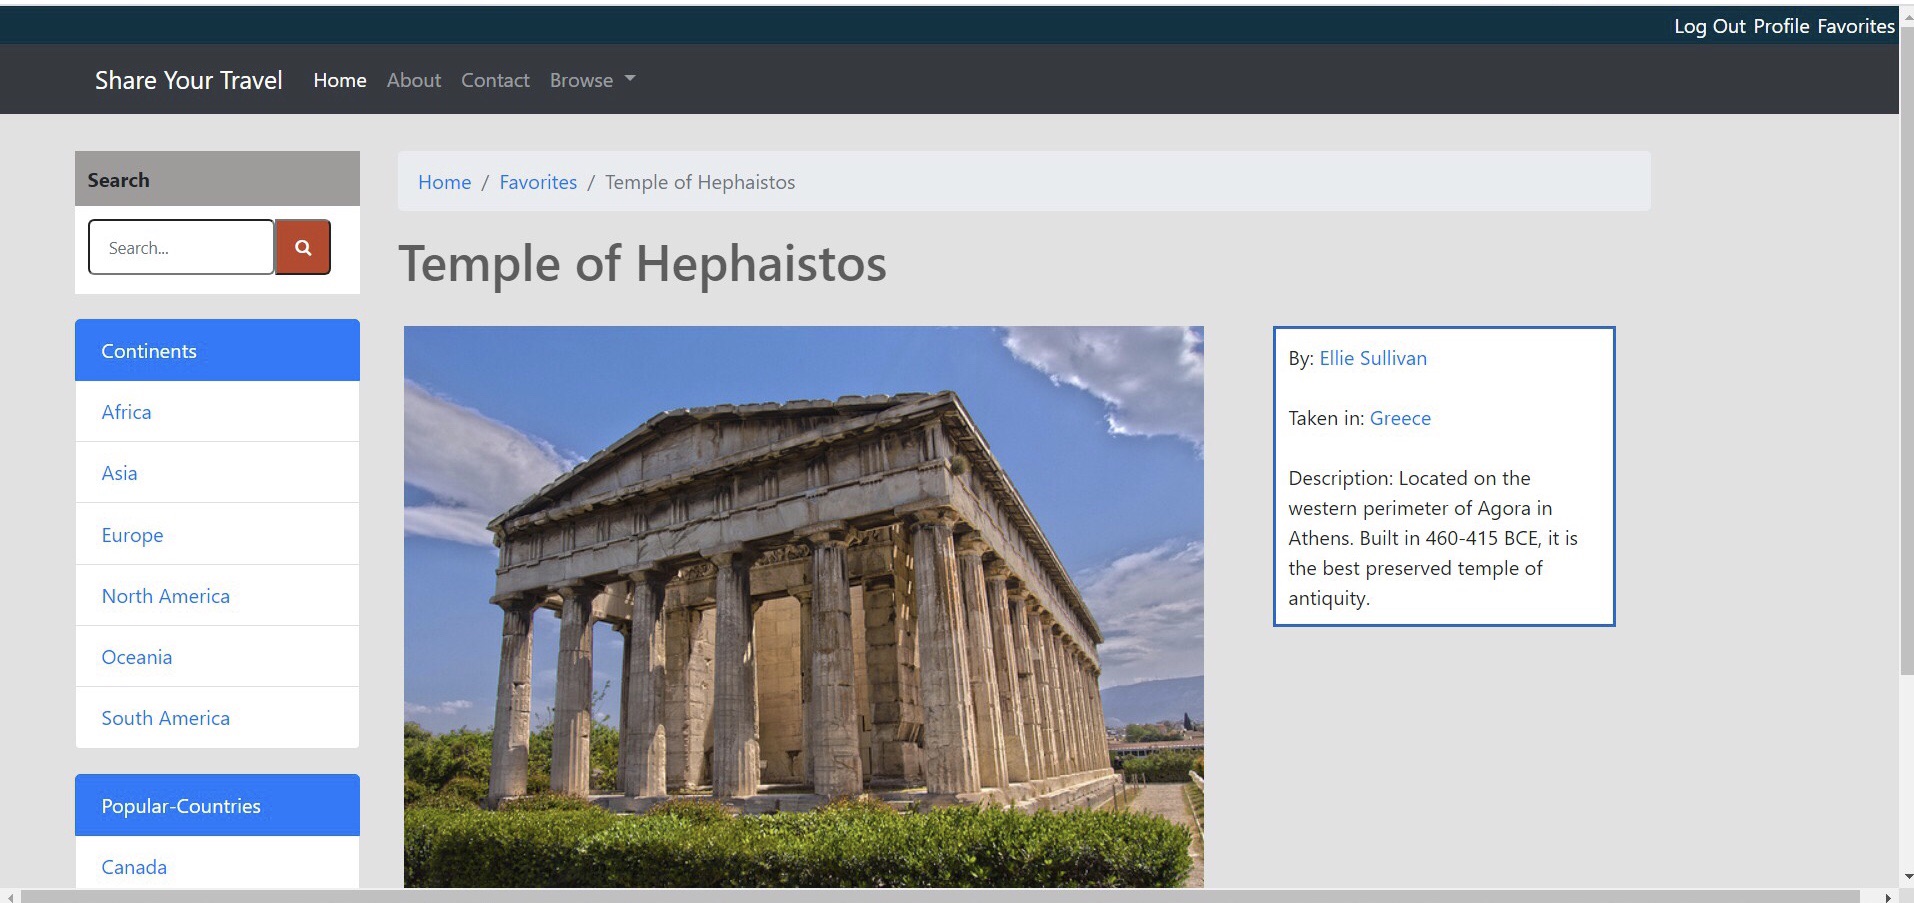 Log Out Profile Favorites
Share Your Travel Home About Contact Browse
Search
Search...
Continents
Africa
Asia
Europe
North America
Oceania
South America
Popular-Countries
Canada
Home / Favorites / Temple of Hephaistos
Temple of Hephaistos
By: Ellie Sullivan
Taken in: Greece
Description: Located on the
western perimeter of Agora in
Athens. Built in 460-415 BCE, it is
the best preserved temple of
antiquity.